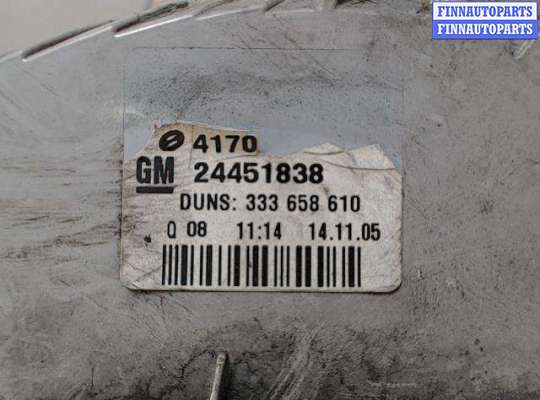 FINNAUTOPARTS
FINNAUTOPARTS
4170
GM 24451838
DUNS: 333 658 610
Q 08 11:14 14.11.05